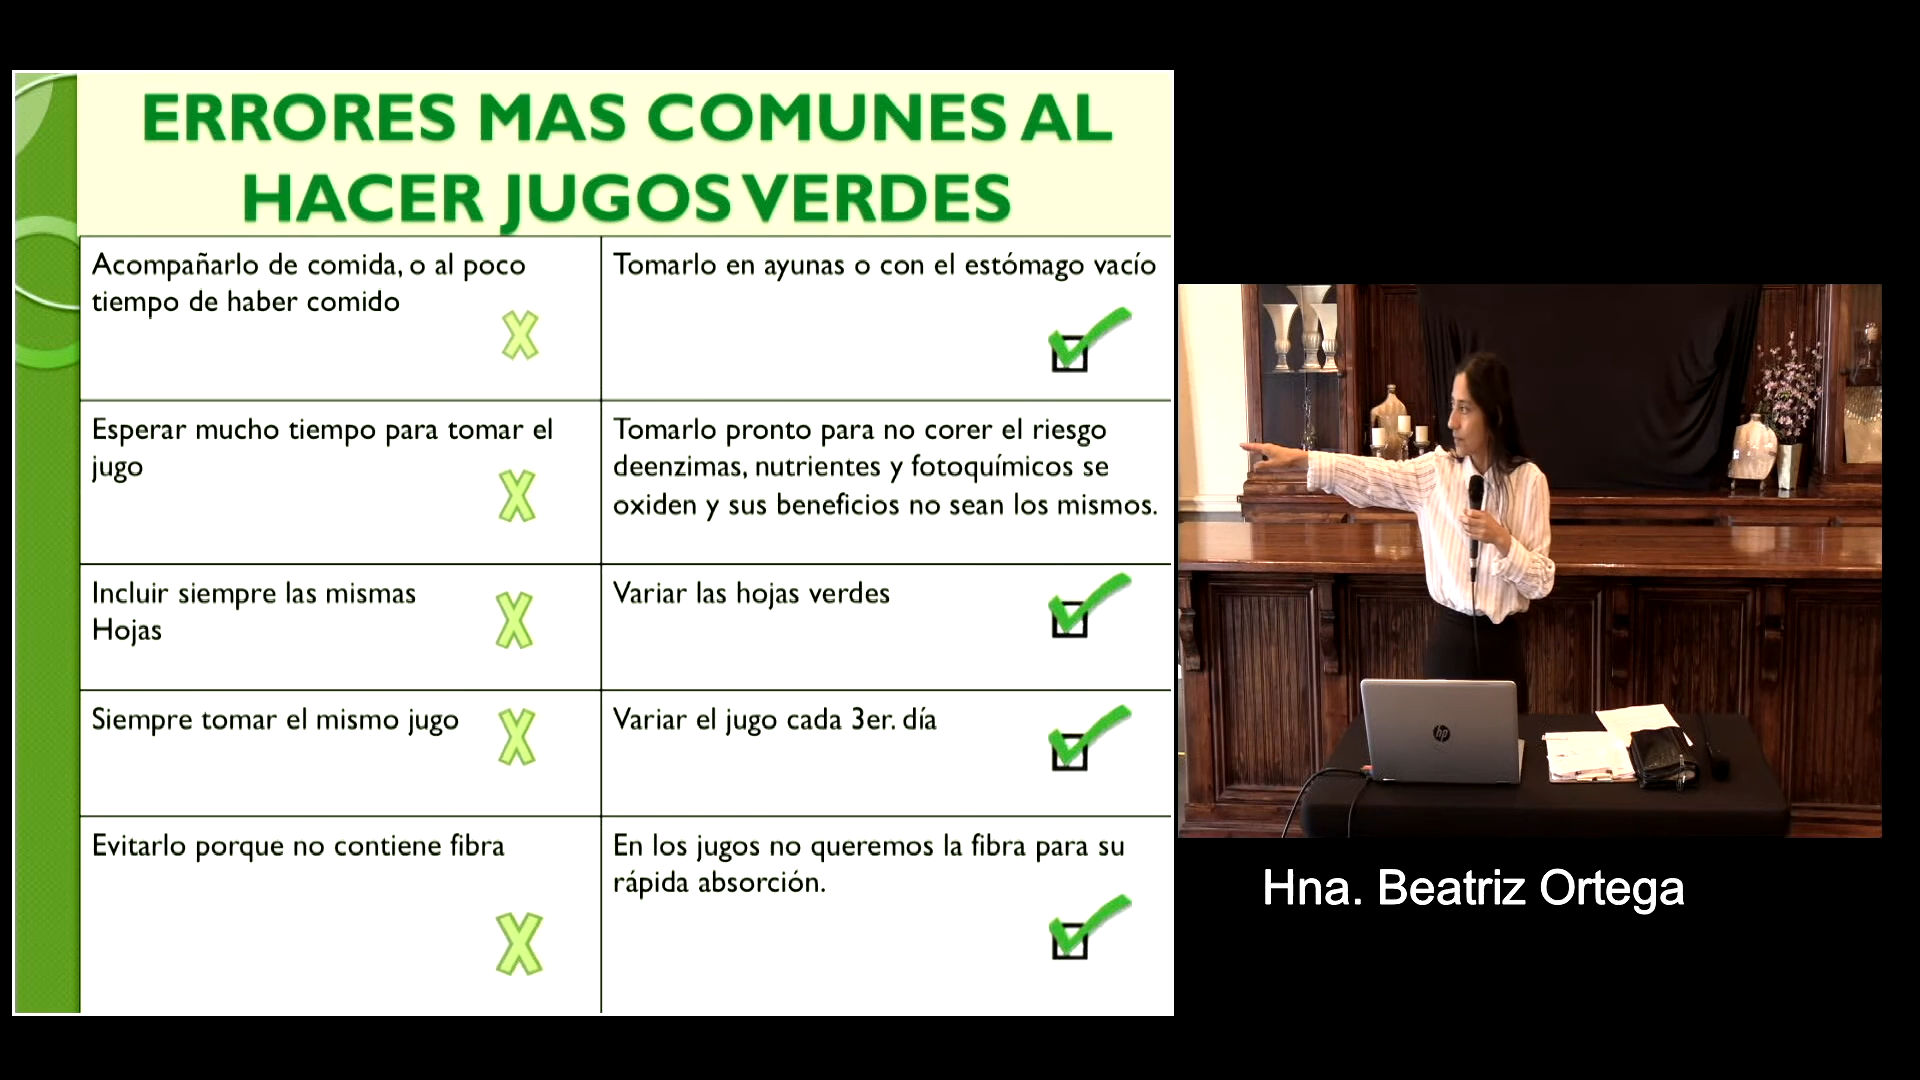 ERRORES MAS COMUNES AL
HACER JUGOS VERDES
Acompañarlo de comida, o al poco
tiempo de haber comido
X
Tomarlo en ayunas o con el estómago vacío
Esperar mucho tiempo para tomar el
jugo
X
Tomarlo pronto para no corer el riesgo
deenzimas, nutrientes y fotoquímicos se
oxiden y sus beneficios no sean los mismos.
Incluir siempre las mismas
Hojas
X
Variar las hojas verdes
Siempre tomar el mismo jugo
X
Variar el jugo cada 3er. día
Evitarlo porque no contiene fibra
X
En los jugos no queremos la fibra para su
rápida absorción.
hp
Hna. Beatriz Ortega